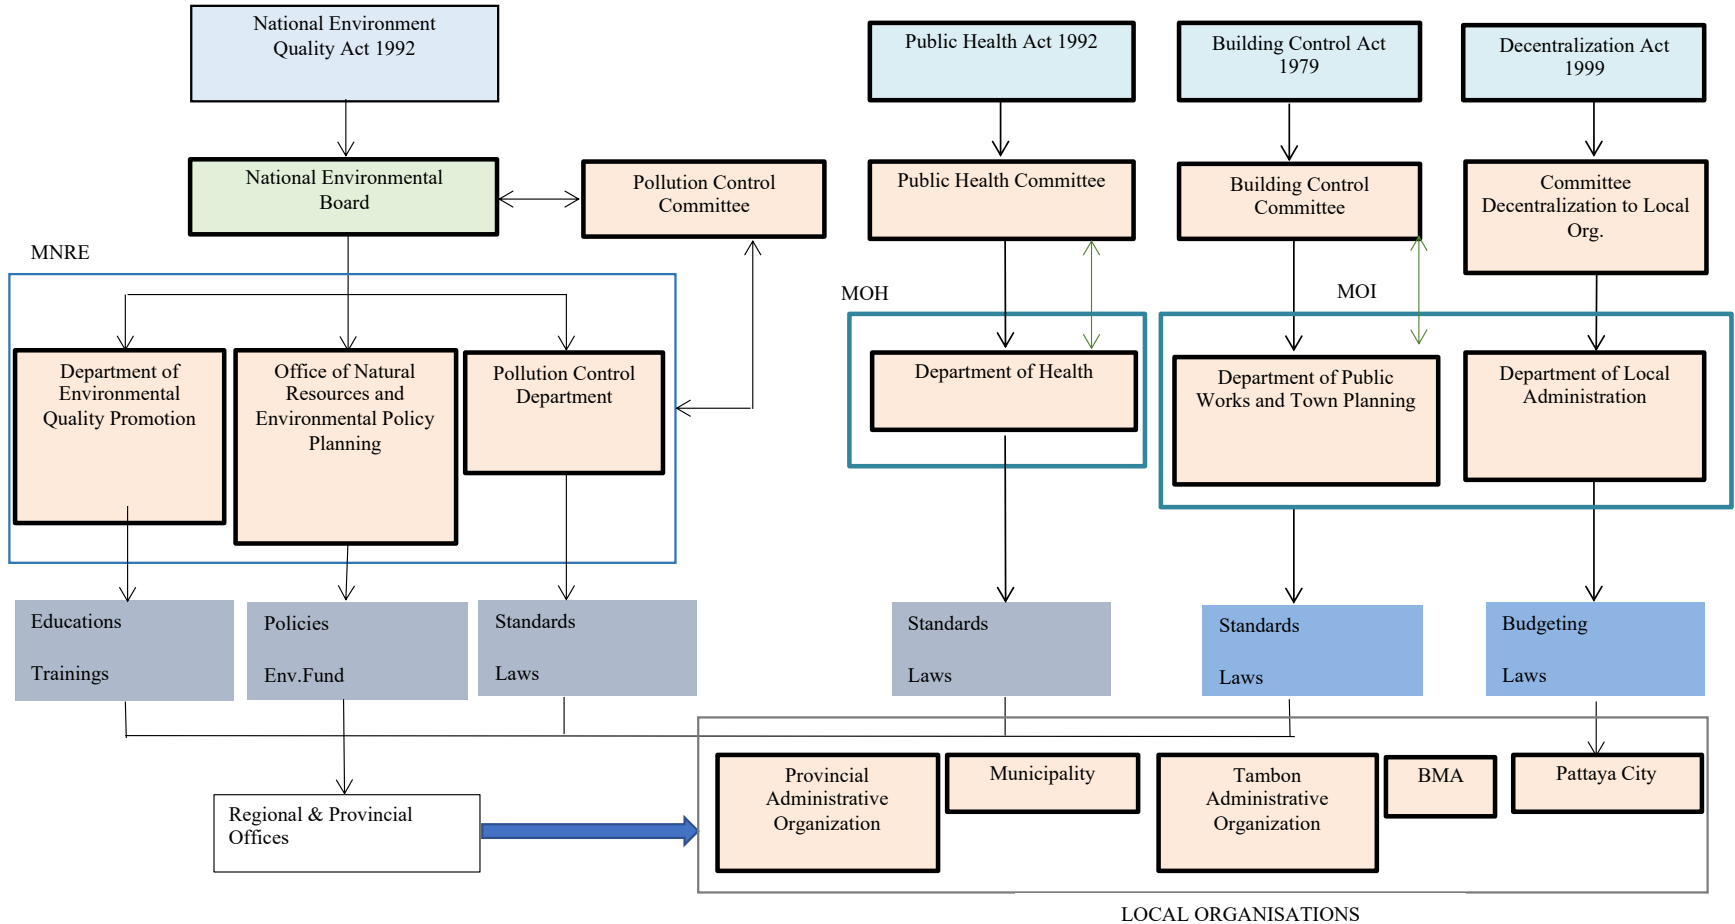 National Environment
Quality Act 1992
Public Health Act 1992
Building Control Act
1979
Decentralization Act
1999
National Environmental
Board
Pollution Control
Committee
Public Health Committee
Building Control
Committee
Committee
Decentralization to Local
Org.
MNRE
MOH
MOI
Department of
Environmental
Quality Promotion
Office of Natural
Resources and
Environmental Policy
Planning
Pollution Control
Department
Department of Health
Department of Public
Works and Town Planning
Department of Local
Administration
Educations
Trainings
Policies
Env.Fund
Standards
Laws
Standards
Laws
Standards
Laws
Budgeting
Laws
Regional & Provincial
Offices
Provincial
Administrative
Organization
Municipality
Tambon
Administrative
Organization
BMA
Pattaya City
LOCAL ORGANISATIONS